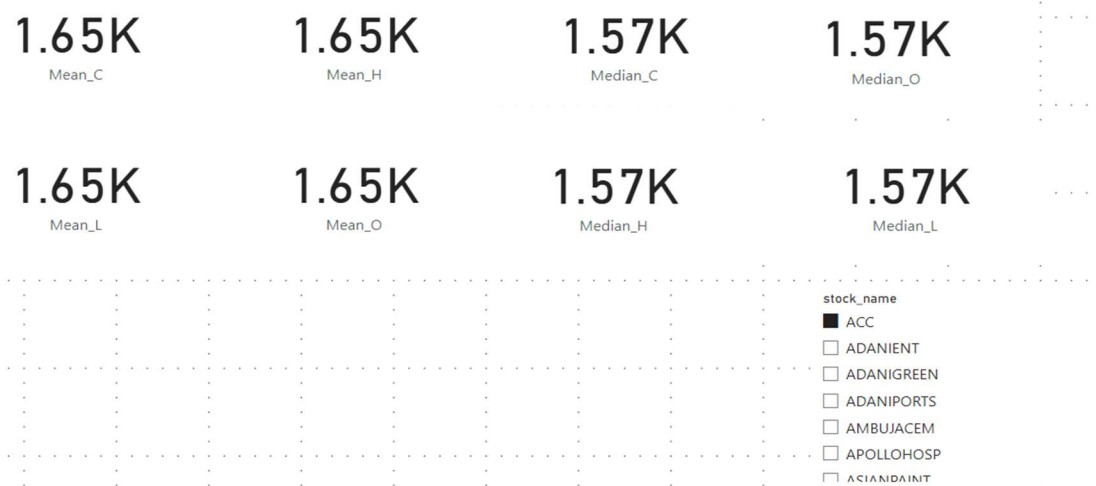 1.65K 1.65K 1.57K 1.57K
Mean_C Mean_H Median_C Median_O
1.65K 1.65K 1.57K 1.57K
Mean_L Mean_O Median_H Median_L
stock_name
ACC
ADANIENT
ADANIGREEN
ADANIPORTS
AMBUJACEM
APOLLOHOSP
ASIANPAINT